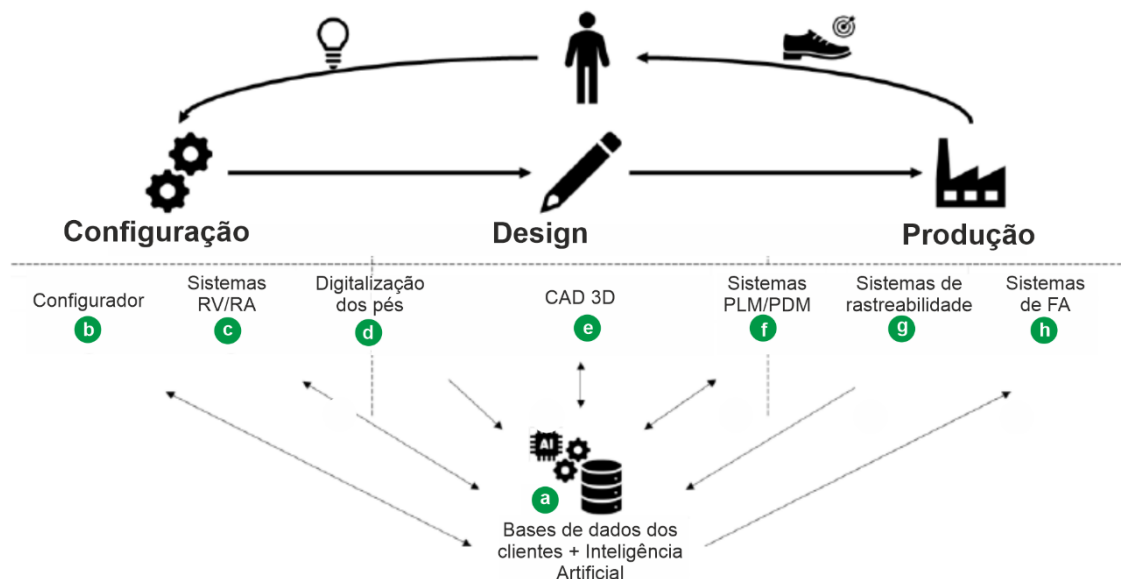 Configuração
Design
Produção
Configurador
b
Sistemas
RV/RA
c
Digitalização
dos pés
d
CAD 3D
e
Sistemas
PLM/PDM
f
Sistemas de
rastreabilidade
g
Sistemas
de FA
h
AI
a
Bases de dados dos
clientes + Inteligência
Artificial